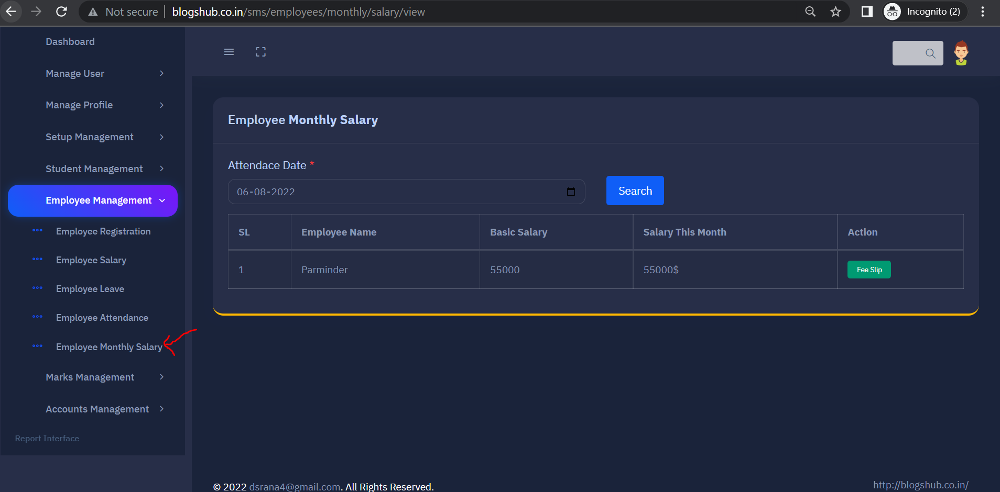 Not secure | blogshub.co.in/sms/employees/monthly/salary/view
Incognito (2)
Dashboard
Manage User
Manage Profile
Setup Management
Student Management
Employee Management
Employee Registration
Employee Salary
Employee Leave
Employee Attendance
Employee Monthly Salary
Marks Management
Accounts Management
Report Interface
Employee Monthly Salary
Attendace Date *
06-08-2022
Search
SL Employee Name Basic Salary Salary This Month Action
1 Parminder 55000 55000$ Fee Slip
© 2022 dsrana4@gmail.com. All Rights Reserved.
http://blogshub.co.in/